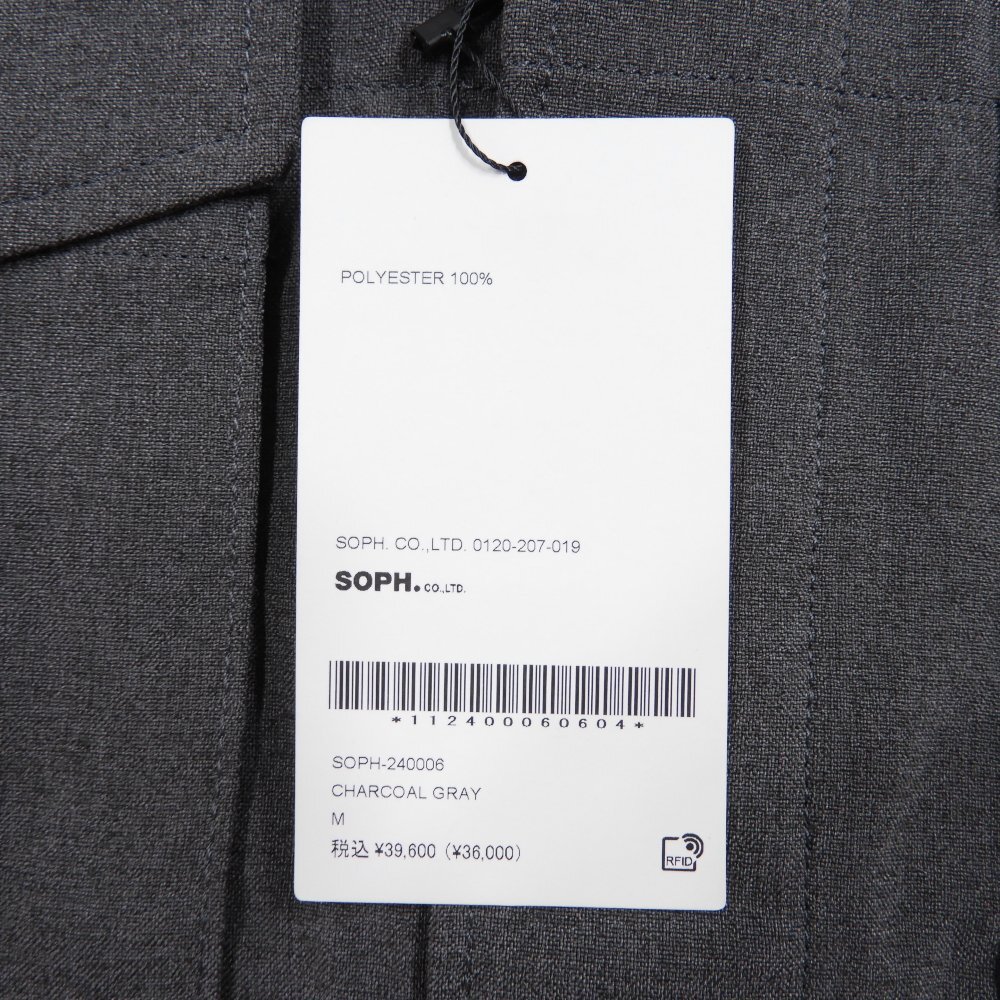 POLYESTER 100%
SOPH. CO.,LTD. 0120-207-019
SOPH. CO.,LTD.
*112400060604*
SOPH-240006
CHARCOAL GRAY
M
税込 ¥39,600 (¥36,000)
RFID